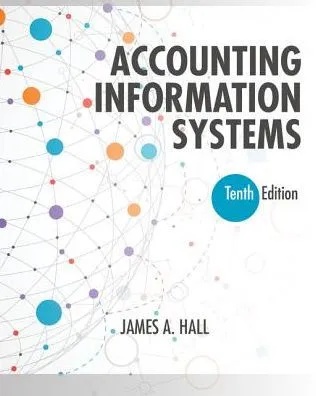 ACCOUNTING
INFORMATION
SYSTEMS
Tenth Edition
JAMES A. HALL